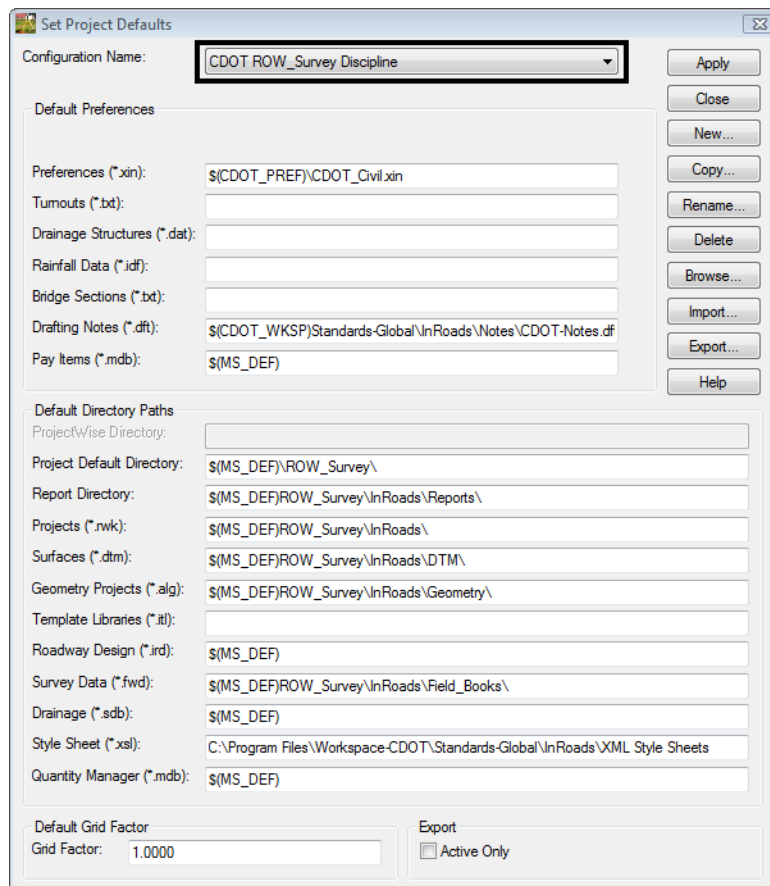 Set Project Defaults
Configuration Name: CDOT ROW_Survey Discipline
Apply
Close
Default Preferences
New...
Preferences (*.xin): $(CDOT_PREF)\CDOT_Civil.xin
Copy...
Turnouts (*.txt):
Rename...
Drainage Structures (*.dat):
Delete
Rainfall Data (*.idf):
Browse...
Bridge Sections (*.txt):
Import...
Drafting Notes (*.dft): $(CDOT_WKSP)Standards-Global\InRoads\Notes\CDOT-Notes.df
Export...
Pay Items (*.mdb): $(MS_DEF)
Help
Default Directory Paths
ProjectWise Directory:
Project Default Directory: $(MS_DEF)\ROW_Survey\
Report Directory: $(MS_DEF)ROW_Survey\InRoads\Reports\
Projects (*.rwk): $(MS_DEF)ROW_Survey\InRoads\
Surfaces (*.dtm): $(MS_DEF)ROW_Survey\InRoads\DTM\
Geometry Projects (*.alg): $(MS_DEF)ROW_Survey\InRoads\Geometry\
Template Libraries (*.itl):
Roadway Design (*.ird): $(MS_DEF)
Survey Data (*.fwd): $(MS_DEF)ROW_Survey\InRoads\Field_Books\
Drainage (*.sdb): $(MS_DEF)
Style Sheet (*.xsl): C:\Program Files\Workspace-CDOT\Standards-Global\InRoads\XML Style Sheets
Quantity Manager (*.mdb): $(MS_DEF)
Default Grid Factor
Grid Factor: 1.0000
Export
Active Only